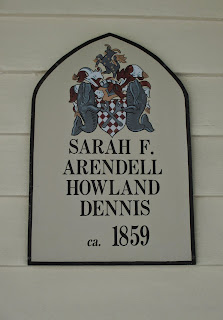 SARAH F.
ARENDELL
HOWLAND
DENNIS
ca. 1859